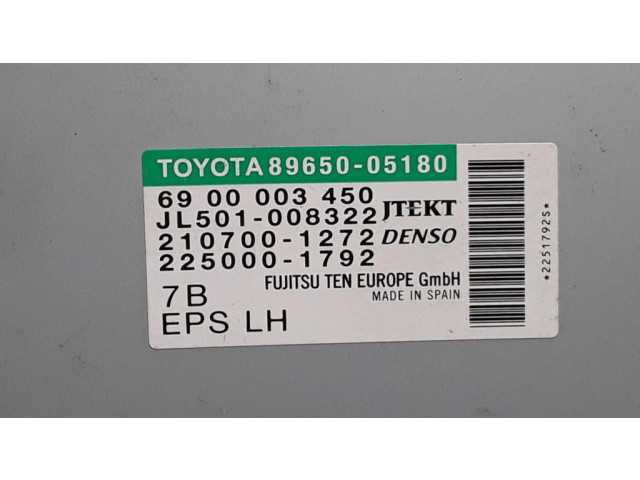 TOYOTA 89650-05180
69 00 003 450
JL501-008322 JTEKT
210700-1272 DENSO
225000-1792
FUJITSU TEN EUROPE GmbH
7B MADE IN SPAIN
EPS LH
*2251792S*